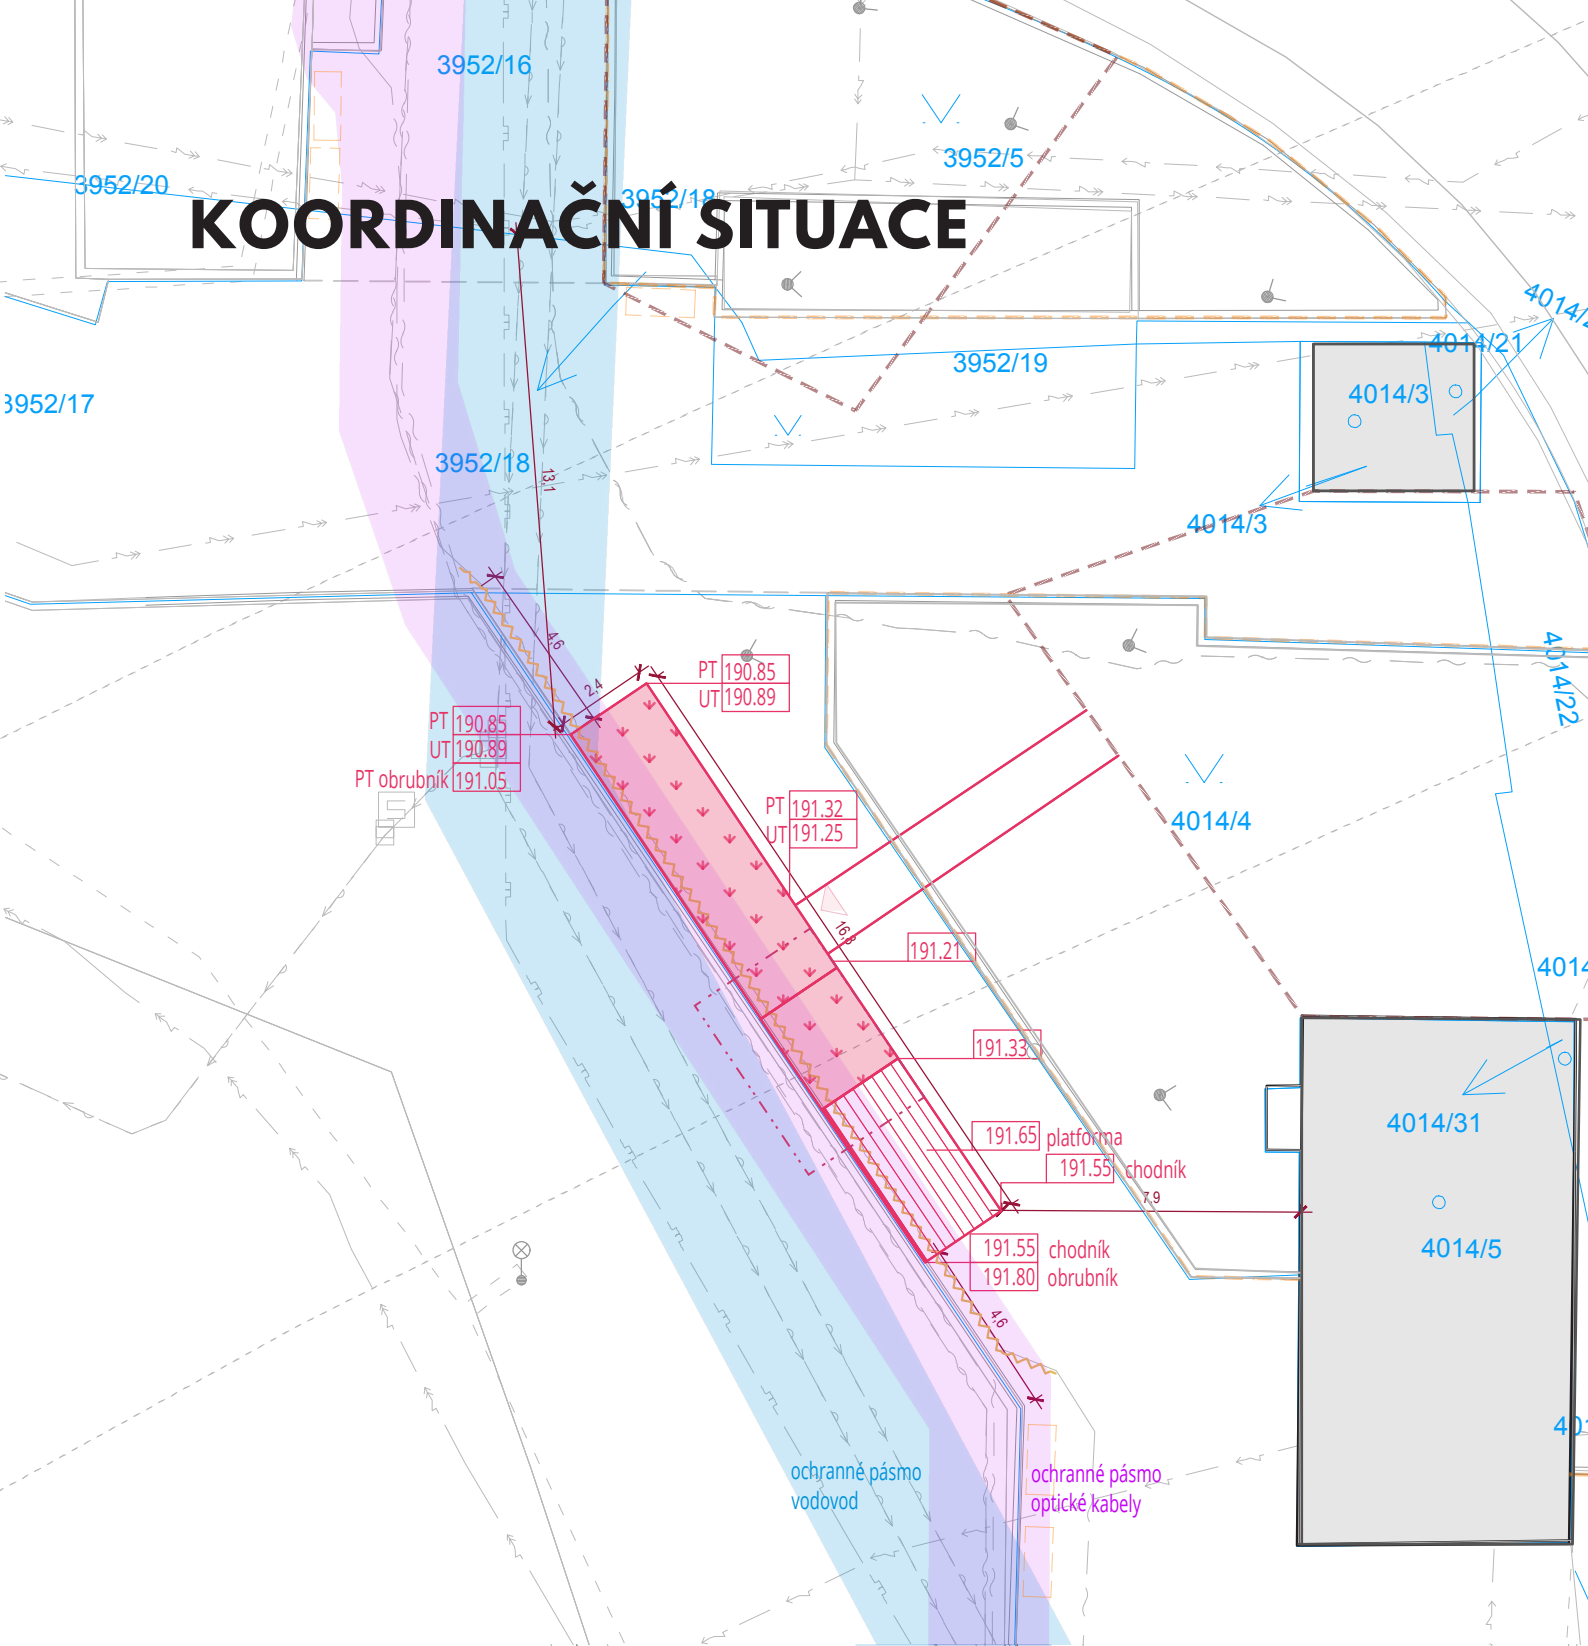 3952/16
3952/5
3952/20
3952/18
KOORDINAČNÍ SITUACE
4014/21
3952/19
4014/3
3952/17
3952/18
13,1
4014/3
4,6
4014/22
PT 190.85
UT 190.89
2,4
PT 190.85
UT 190.89
PT obrubník 191.05
PT 191.32
UT 191.25
4014/4
16,8
191.21
191.33
4014/31
191.65 platforma
191.55 chodník
7,9
4014/5
191.55 chodník
191.80 obrubník
4,6
ochranné pásmo
vodovod
ochranné pásmo
optické kabely